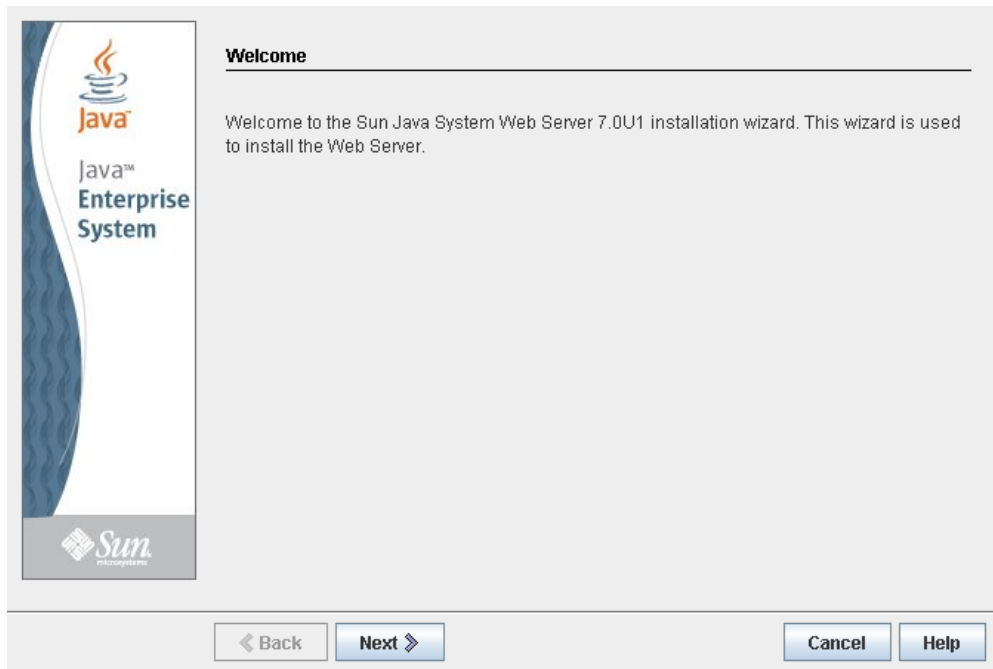 Java™
Java™
Enterprise
System
Sun
microsystems
Welcome
Welcome to the Sun Java System Web Server 7.0U1 installation wizard. This wizard is used
to install the Web Server.
Back
Next
Cancel
Help